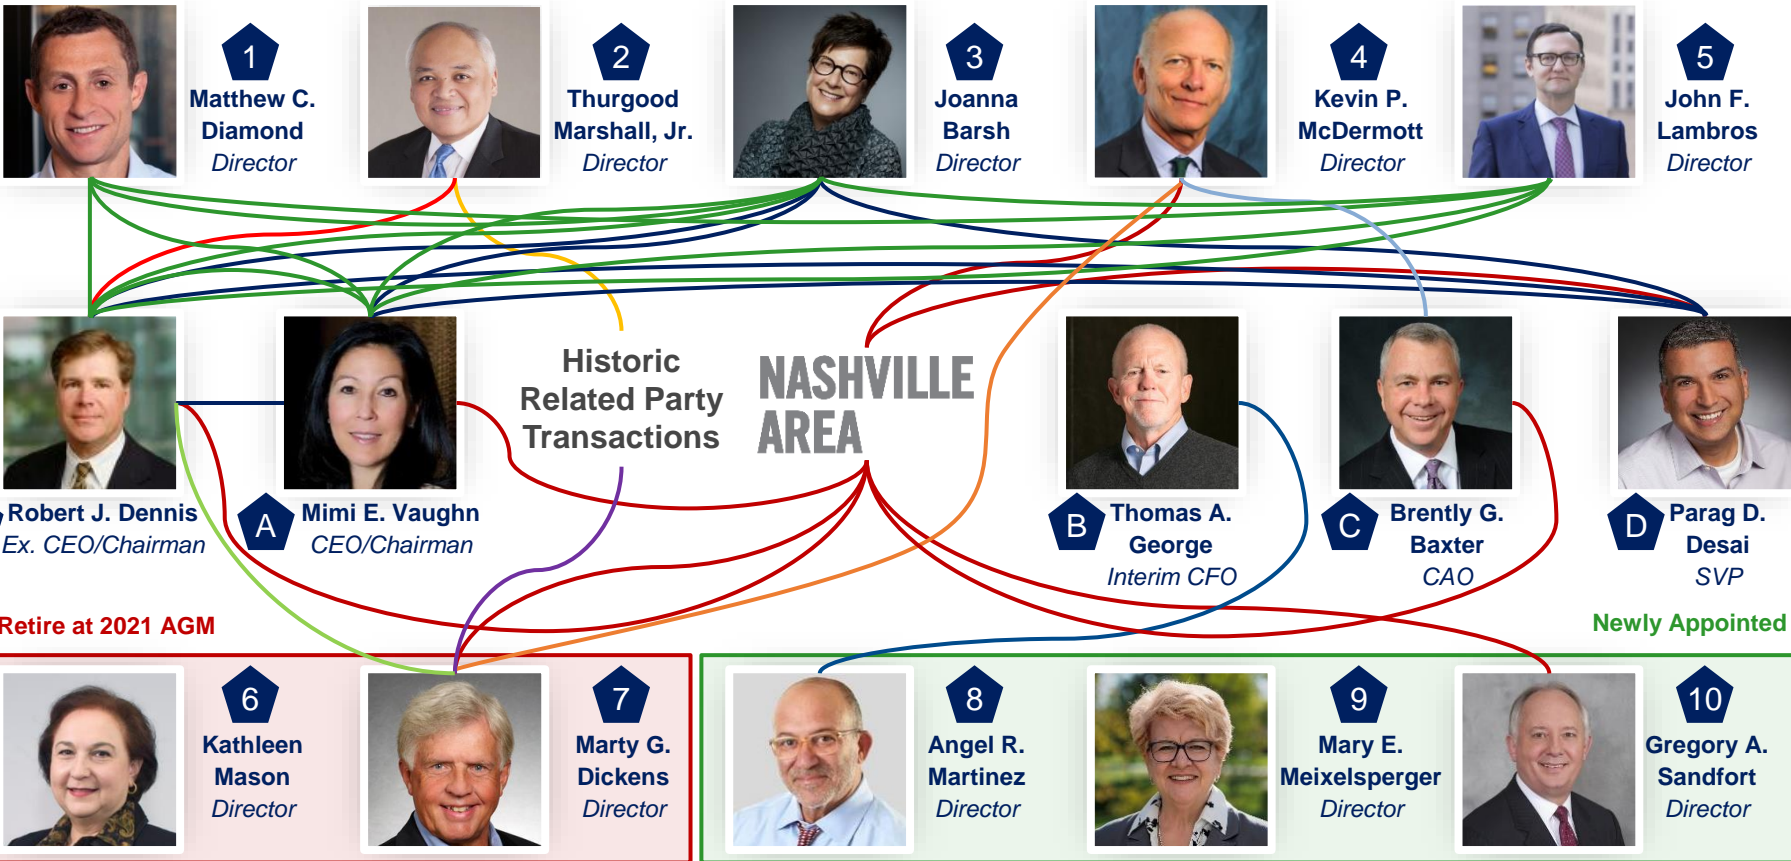 1
Matthew C.
Diamond
Director
2
Thurgood
Marshall, Jr.
Director
3
Joanna
Barsh
Director
4
Kevin P.
McDermott
Director
5
John F.
Lambros
Director
Robert J. Dennis
Ex. CEO/Chairman
A
Mimi E. Vaughn
CEO/Chairman
Historic
Related Party
Transactions
NASHVILLE
AREA
B
Thomas A.
George
Interim CFO
C
Brently G.
Baxter
CAO
D
Parag D.
Desai
SVP
Retire at 2021 AGM
Newly Appointed
6
Kathleen
Mason
Director
7
Marty G.
Dickens
Director
8
Angel R.
Martinez
Director
9
Mary E.
Meixelsperger
Director
10
Gregory A.
Sandfort
Director